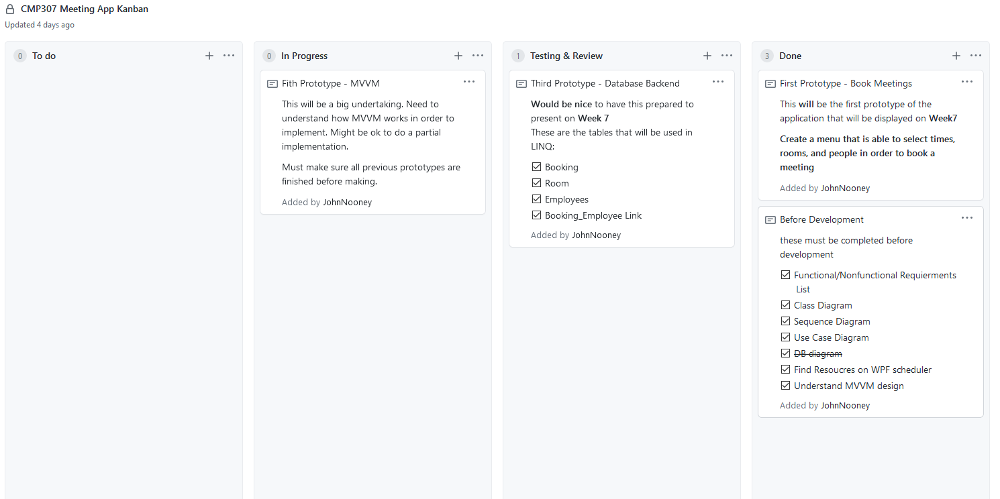 CMP307 Meeting App Kanban
Updated 4 days ago
0 To do
0 In Progress
Fith Prototype - MVVM
This will be a big undertaking. Need to
understand how MVVM works in order to
implement. Might be ok to do a partial
implementation.
Must make sure all previous prototypes are
finished before making.
Added by JohnNooney
1 Testing & Review
Third Prototype - Database Backend
Would be nice to have this prepared to
present on Week 7
These are the tables that will be used in
LINQ:
Booking
Room
Employees
Booking_Employee Link
Added by JohnNooney
3 Done
First Prototype - Book Meetings
This will be the first prototype of the
application that will be displayed on Week7
Create a menu that is able to select times,
rooms, and people in order to book a
meeting
Added by JohnNooney
Before Development
these must be completed before
development
Functional/Nonfunctional Requierments
List
Class Diagram
Sequence Diagram
Use Case Diagram
DB diagram
Find Resoucres on WPF scheduler
Understand MVVM design
Added by JohnNooney